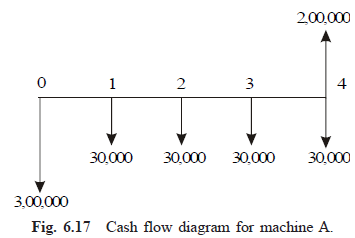 2,00,000
0 1 2 3 4
30,000 30,000 30,000 30,000
3,00,000
Fig. 6.17 Cash flow diagram for machine A.